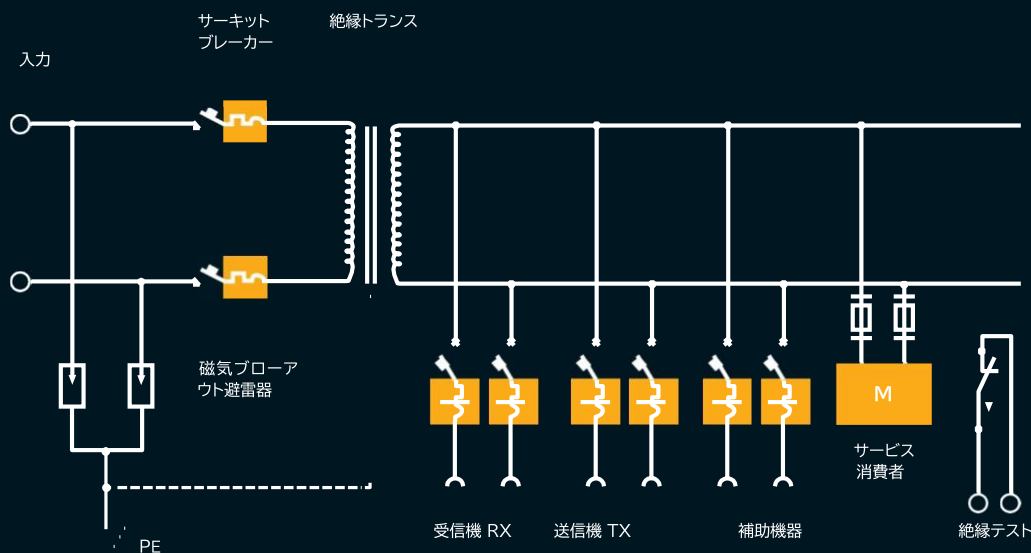 サーキット
ブレーカー
絶縁トランス
入力
磁気ブローア
ウト避雷器
M
サービス
消費者
受信機 RX
送信機 TX
補助機器
絶縁テスト
PE